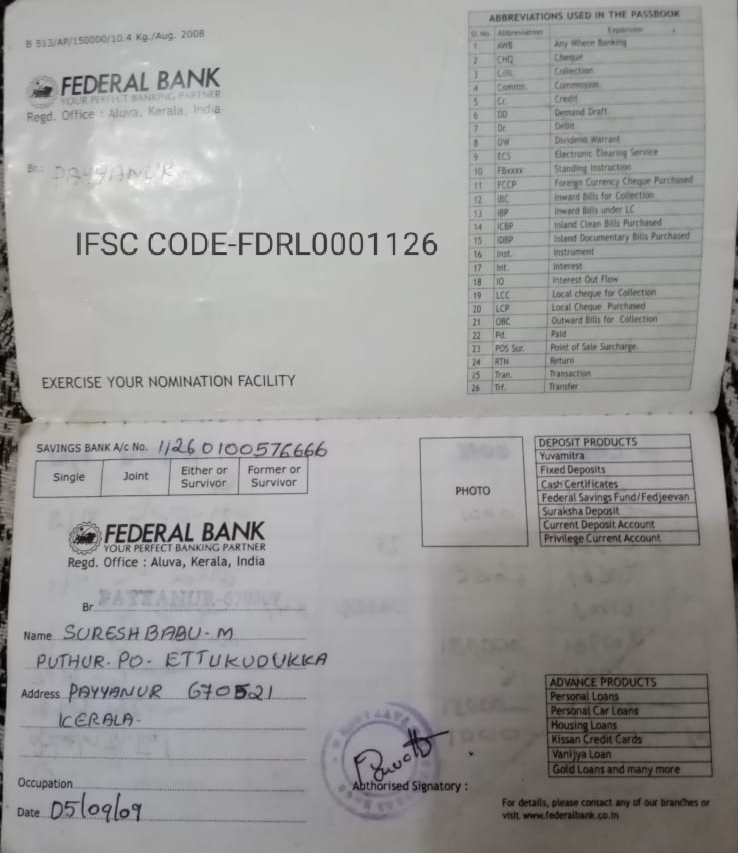 B 513/AP/150000/10.4 Kg./Aug. 2008
FEDERAL BANK
YOUR PERFECT BANKING PARTNER
Regd. Office : Aluva, Kerala, India
Br.: PAYYANUR
IFSC CODE-FDRL0001126
EXERCISE YOUR NOMINATION FACILITY
ABBREVIATIONS USED IN THE PASSBOOK
Sl. No. Abbreviation Expansion
1 AWB Any Where Banking
2 CHQ Cheque
3 Coll. Collection
4 Commn. Commission
5 Cr. Credit
6 DD Demand Draft
7 Dr. Debit
8 DW Dividend Warrant
9 ECS Electronic Clearing Service
10 FBxxxx Standing Instruction
11 FCCP Foreign Currency Cheque Purchased
12 IBC Inward Bills for Collection
13 IBP Inward Bills under LC
14 ICBP Inland Clean Bills Purchased
15 IDBP Inland Documentary Bills Purchased
16 Inst. Instrument
17 Int. Interest
18 IO Interest Out Flow
19 LCC Local cheque for Collection
20 LCP Local Cheque Purchased
21 OBC Outward Bills for Collection
22 Pd. Paid
23 POS Sur. Point of Sale Surcharge.
24 RTN Return
25 Tran. Transaction
26 Trf. Transfer
SAVINGS BANK A/c No. 11260100576666
Single Joint Either or Survivor Former or Survivor
FEDERAL BANK
YOUR PERFECT BANKING PARTNER
Regd. Office : Aluva, Kerala, India
Br. PAYYANUR-
Name SURESH BABU-M
PUTHUR-PO- ETTUKUDUKKA
Address PAYYANUR 670521
KERALA-
Occupation
Date 05/09/09
PHOTO
Authorised Signatory :
DEPOSIT PRODUCTS
Yuvamitra
Fixed Deposits
Cash Certificates
Federal Savings Fund/Fedjeevan
Suraksha Deposit
Current Deposit Account
Privilege Current Account
ADVANCE PRODUCTS
Personal Loans
Personal Car Loans
Housing Loans
Kissan Credit Cards
Vanijya Loan
Gold Loans and many more
For details, please contact any of our branches or
visit www.federalbank.co.in